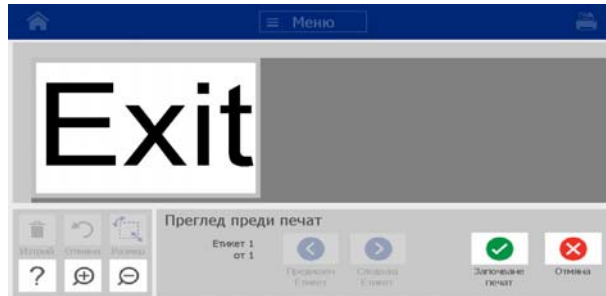 Меню
Exit
Изтрий Отмяна Размер
Преглед преди печат
Етикет 1
от 1
Предишен
Етикет
Следващ
Етикет
Започване
печат
Отмяна